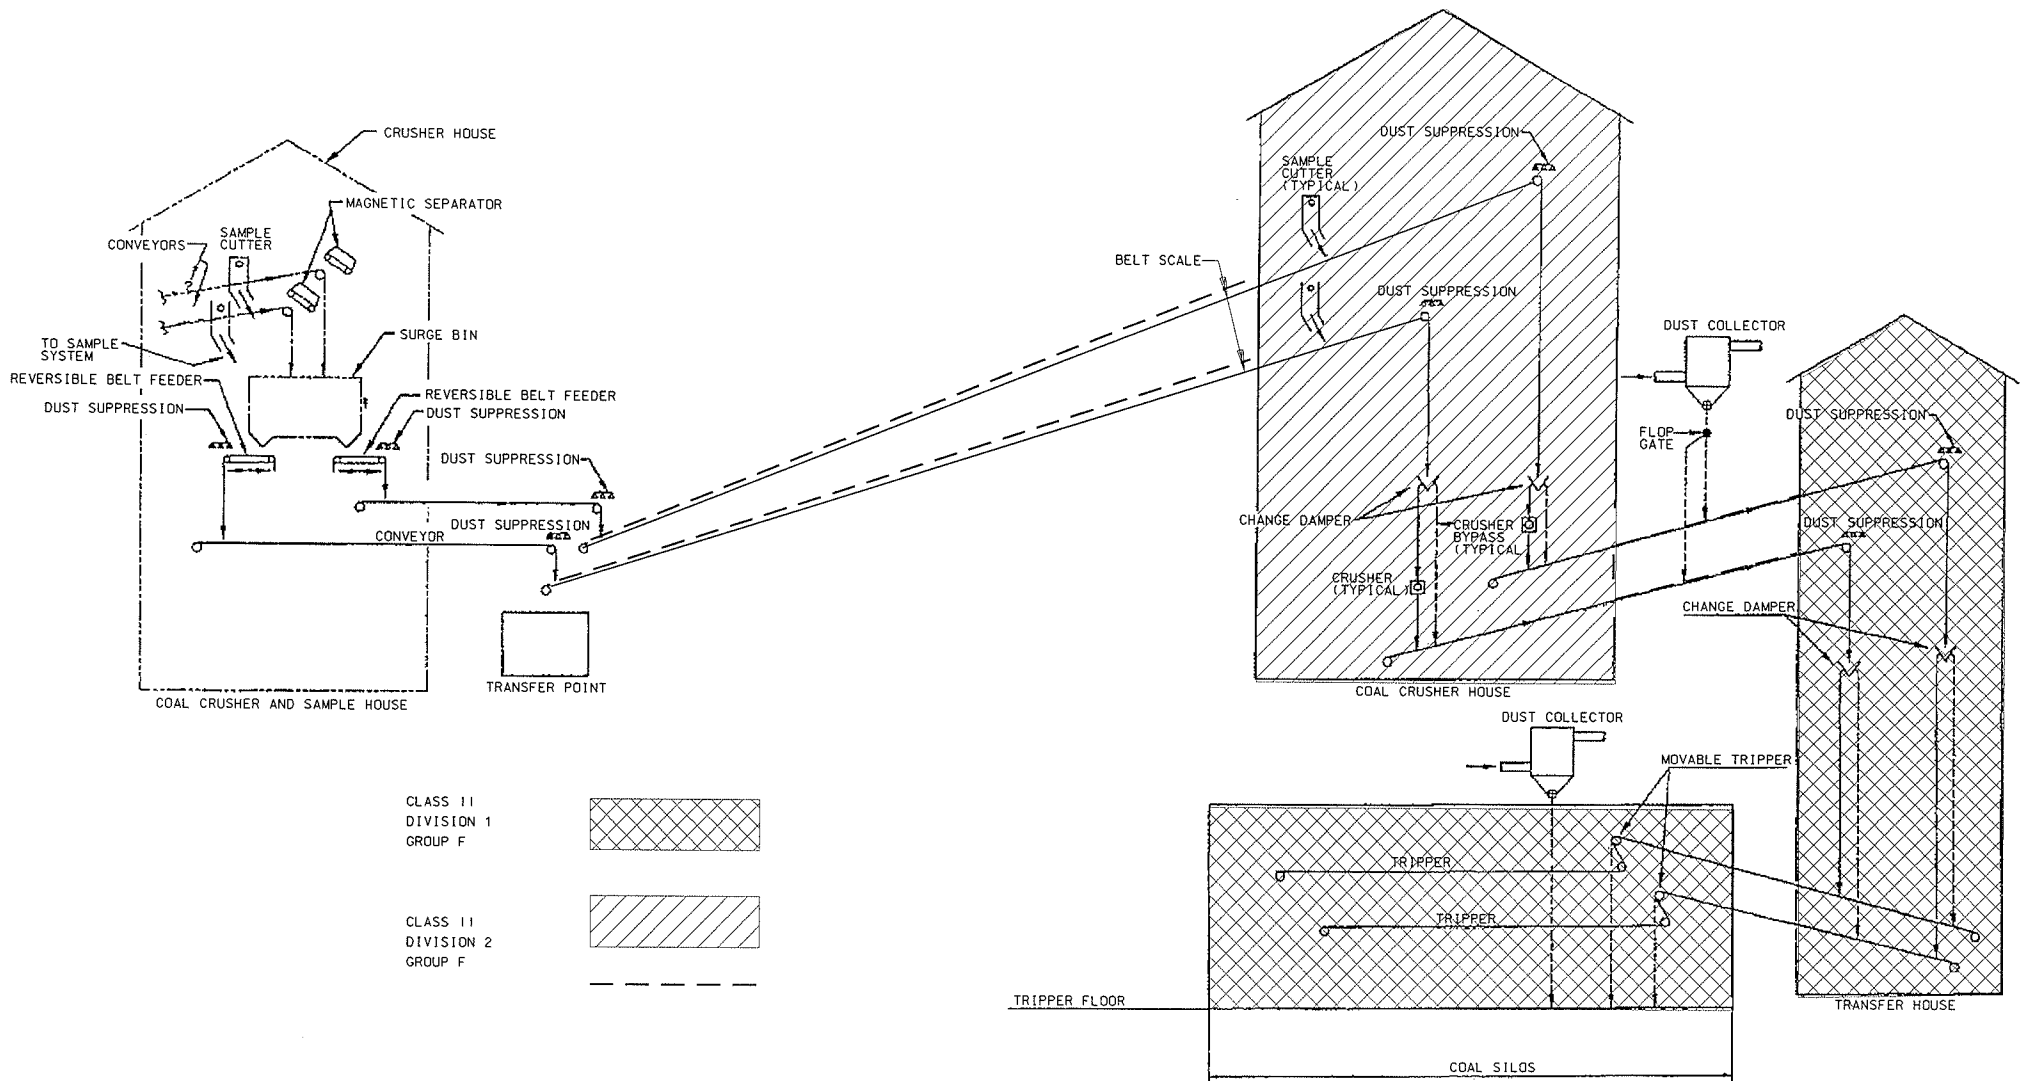 CRUSHER HOUSE
MAGNETIC SEPARATOR
CONVEYORS
SAMPLE
CUTTER
TO SAMPLE
SYSTEM
SURGE BIN
REVERSIBLE BELT FEEDER
DUST SUPPRESSION
REVERSIBLE BELT FEEDER
DUST SUPPRESSION
DUST SUPPRESSION
DUST SUPPRESSION
CONVEYOR
TRANSFER POINT
COAL CRUSHER AND SAMPLE HOUSE
BELT SCALE
DUST SUPPRESSION
SAMPLE
CUTTER
(TYPICAL)
DUST SUPPRESSION
CHANGE DAMPER
CRUSHER
BYPASS
(TYPICAL
CRUSHER
(TYPICAL)
COAL CRUSHER HOUSE
DUST COLLECTOR
FLOP
GATE
DUST SUPPRESSION
DUST SUPPRESSION
CHANGE DAMPER
TRANSFER HOUSE
DUST COLLECTOR
MOVABLE TRIPPER
TRIPPER
TRIPPER
TRIPPER FLOOR
COAL SILOS
CLASS II
DIVISION 1
GROUP F
CLASS II
DIVISION 2
GROUP F